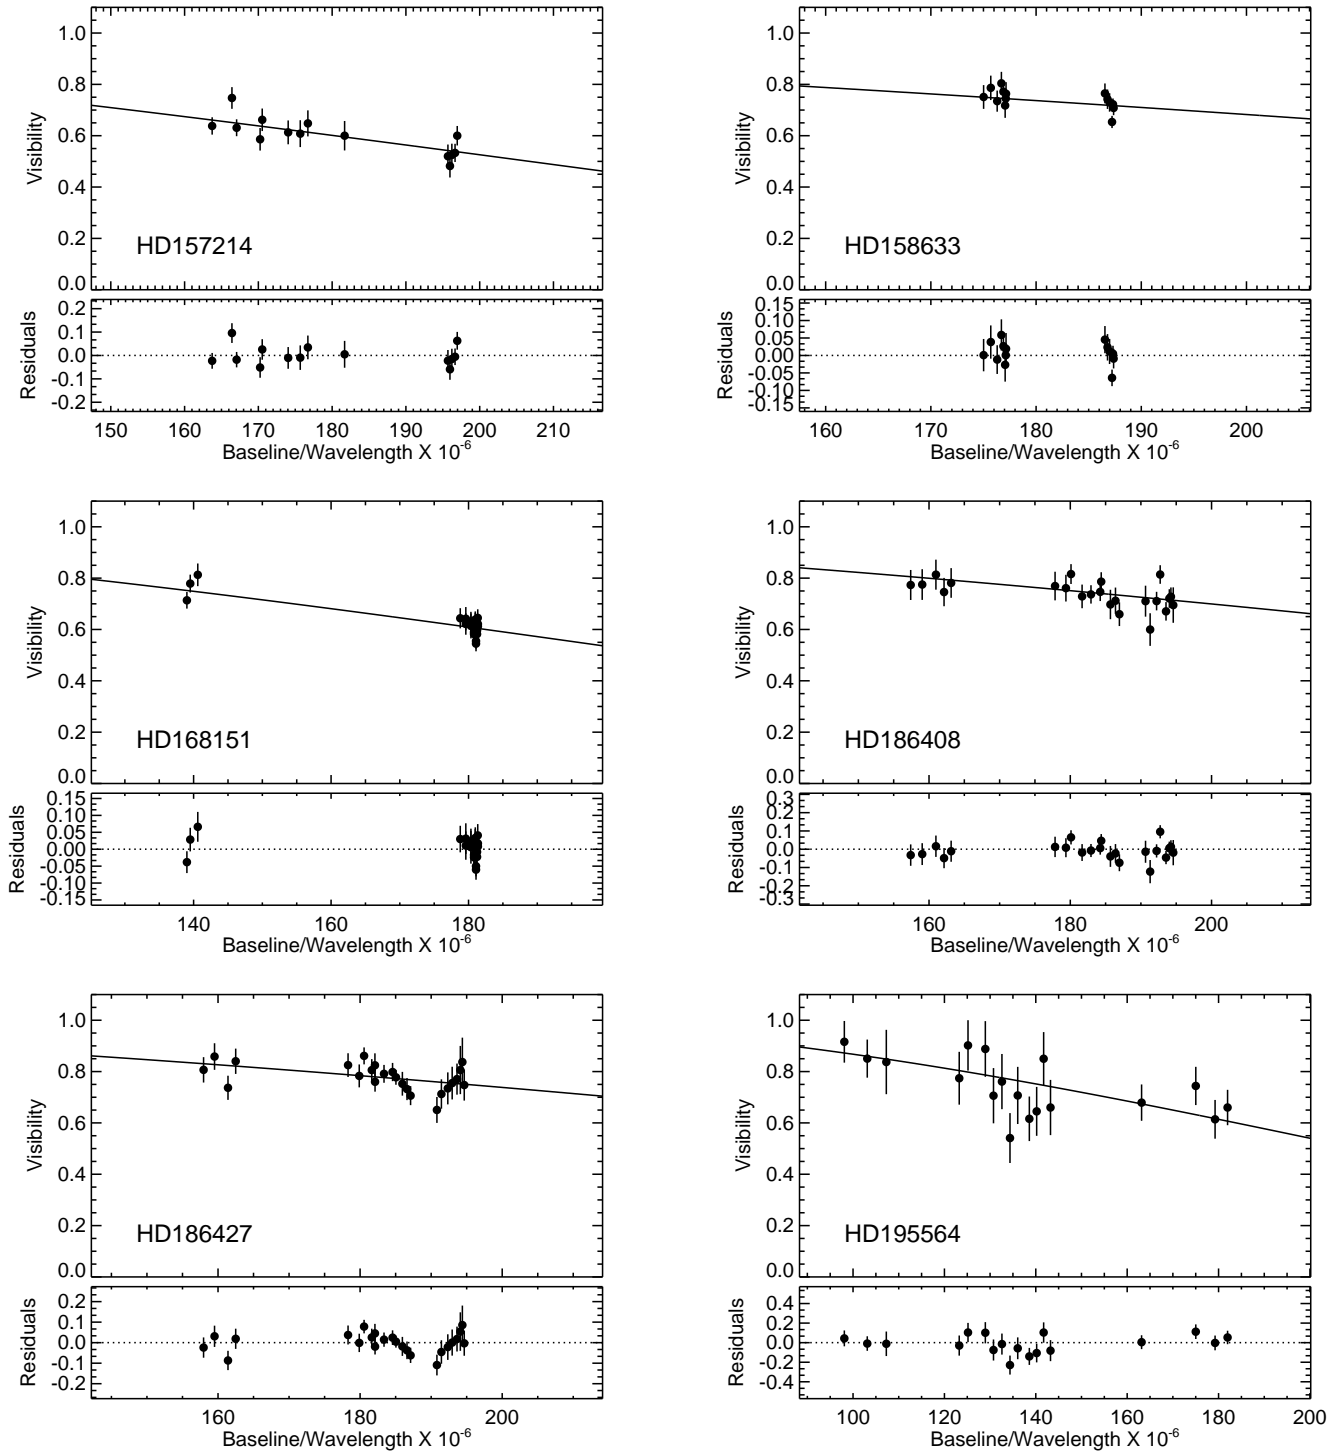 1.0
0.8
0.6
0.4
0.2
0.0
Visibility
HD157214
0.2
0.1
0.0
-0.1
-0.2
Residuals
150 160 170 180 190 200 210
Baseline/Wavelength X 10-6
1.0
0.8
0.6
0.4
0.2
0.0
Visibility
HD158633
0.15
0.10
0.05
0.00
-0.05
-0.10
-0.15
Residuals
160 170 180 190 200
Baseline/Wavelength X 10-6
1.0
0.8
0.6
0.4
0.2
0.0
Visibility
HD168151
0.15
0.10
0.05
0.00
-0.05
-0.10
-0.15
Residuals
140 160 180
Baseline/Wavelength X 10-6
1.0
0.8
0.6
0.4
0.2
0.0
Visibility
HD186408
0.3
0.2
0.1
0.0
-0.1
-0.2
-0.3
Residuals
160 180 200
Baseline/Wavelength X 10-6
1.0
0.8
0.6
0.4
0.2
0.0
Visibility
HD186427
0.2
0.1
0.0
-0.1
-0.2
Residuals
160 180 200
Baseline/Wavelength X 10-6
1.0
0.8
0.6
0.4
0.2
0.0
Visibility
HD195564
0.4
0.2
0.0
-0.2
-0.4
Residuals
100 120 140 160 180 200
Baseline/Wavelength X 10-6